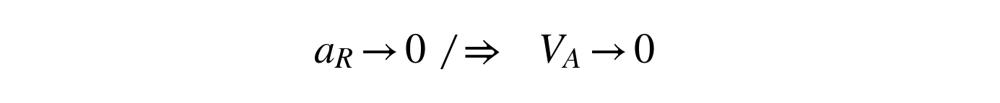 a_R → 0 /⇒ V_A → 0